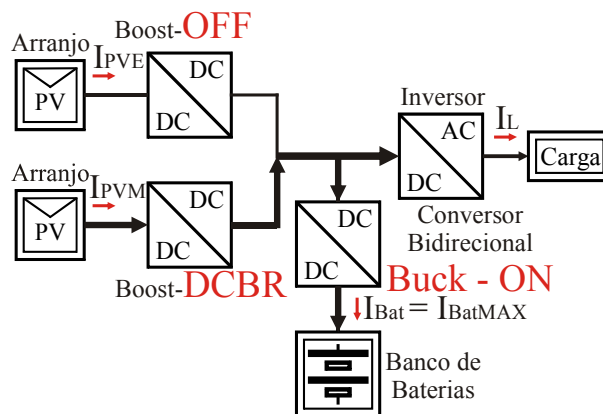 Boost-OFF
Arranjo
IPVE
PV
DC
DC
Inversor
AC
DC
IL
Carga
Arranjo
IPVM
PV
DC
DC
Boost-DCBR
Conversor
Bidirecional
DC
DC
Buck - ON
IBat = IBatMAX
Banco de
Baterias